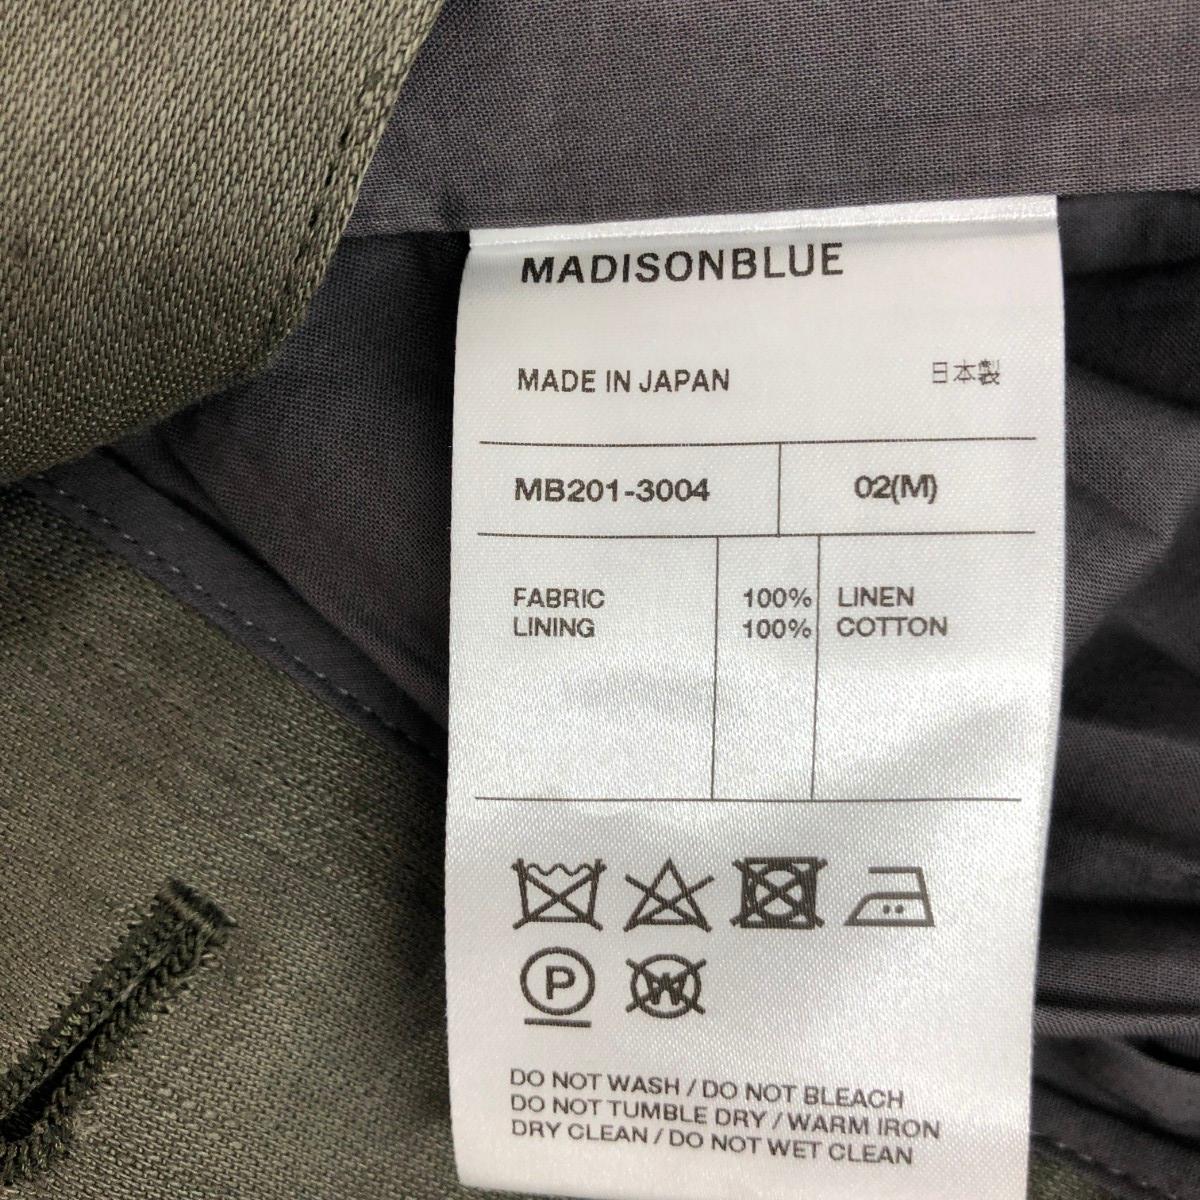 MADISONBLUE
MADE IN JAPAN 日本製
MB201-3004 02(M)
FABRIC 100% LINEN
LINING 100% COTTON
P W
DO NOT WASH / DO NOT BLEACH
DO NOT TUMBLE DRY / WARM IRON
DRY CLEAN / DO NOT WET CLEAN